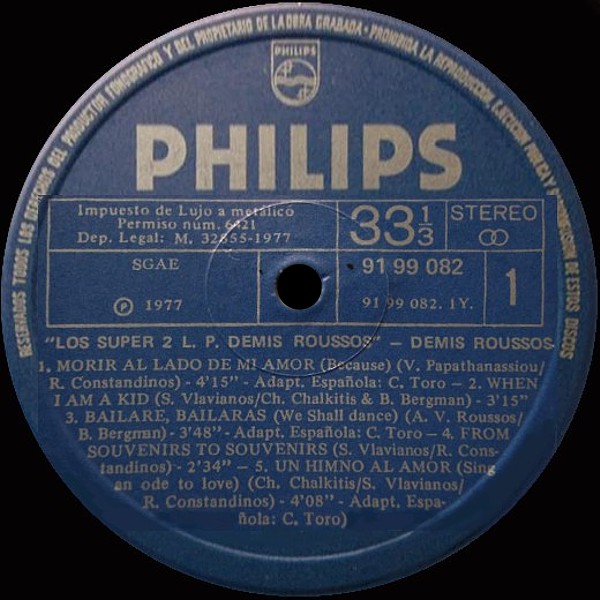 RESERVADOS TODOS LOS DERECHOS DEL PRODUCTOR FONOGRAFICO Y DEL PROPIETARIO DE LA OBRA GRABADA · PROHIBIDA LA REPRODUCCION, EJECUCION PUBLICA Y RADIODIFUSION DE ESTOS DISCOS
PHILIPS
PHILIPS
Impuesto de Lujo a metálico
Permiso núm. 6421
Dep. Legal: M. 32855-1977
33 1/3
STEREO
SGAE
℗ 1977
91 99 082
91 99 082. 1Y.
1
"LOS SUPER 2 L. P. DEMIS ROUSSOS" — DEMIS ROUSSOS
1. MORIR AL LADO DE MI AMOR (Because) (V. Papathanassiou/
R. Constandinos) - 4'15" - Adapt. Española: C. Toro — 2. WHEN
I AM A KID (S. Vlavianos/Ch. Chalkitis & B. Bergman) - 3'15"
3. BAILARE, BAILARAS (We Shall dance) (A. V. Roussos/
B. Bergman) - 3'48" - Adapt. Española: C. Toro — 4. FROM
SOUVENIRS TO SOUVENIRS (S. Vlavianos/R. Cons-
tandinos) - 2'34" — 5. UN HIMNO AL AMOR (Sing
an ode to love) (Ch. Chalkitis/S. Vlavianos/
R. Constandinos) - 4'08" - Adapt. Espa-
ñola: C. Toro)